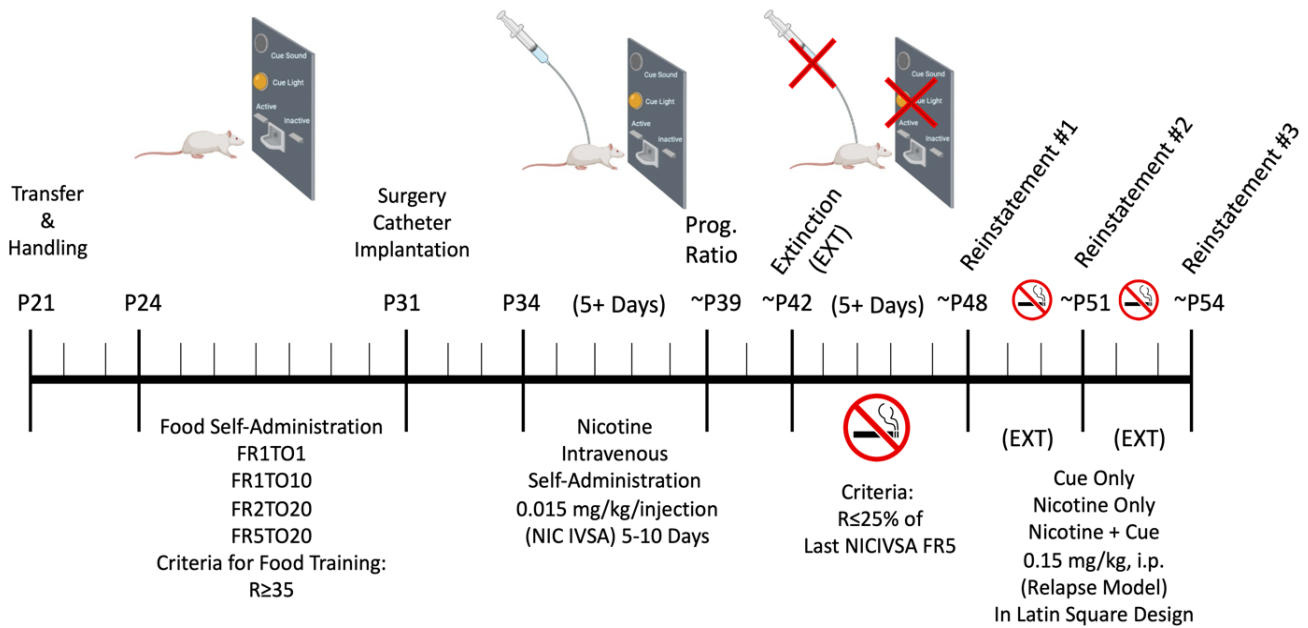 Cue Sound
Cue Light
Active
Inactive
Cue Sound
Cue Light
Active
Inactive
Cue Sound
Cue Light
Active
Inactive
Transfer
&
Handling
Surgery
Catheter
Implantation
Prog.
Ratio
Extinction
(EXT)
Reinstatement #1
Reinstatement #2
Reinstatement #3
P21
P24
P31
P34
(5+ Days)
~P39
~P42
(5+ Days)
~P48
~P51
~P54
Food Self-Administration
FR1TO1
FR1TO10
FR2TO20
FR5TO20
Criteria for Food Training:
R≥35
Nicotine
Intravenous
Self-Administration
0.015 mg/kg/injection
(NIC IVSA) 5-10 Days
Criteria:
R≤25% of
Last NICIVSA FR5
(EXT)
(EXT)
Cue Only
Nicotine Only
Nicotine + Cue
0.15 mg/kg, i.p.
(Relapse Model)
In Latin Square Design